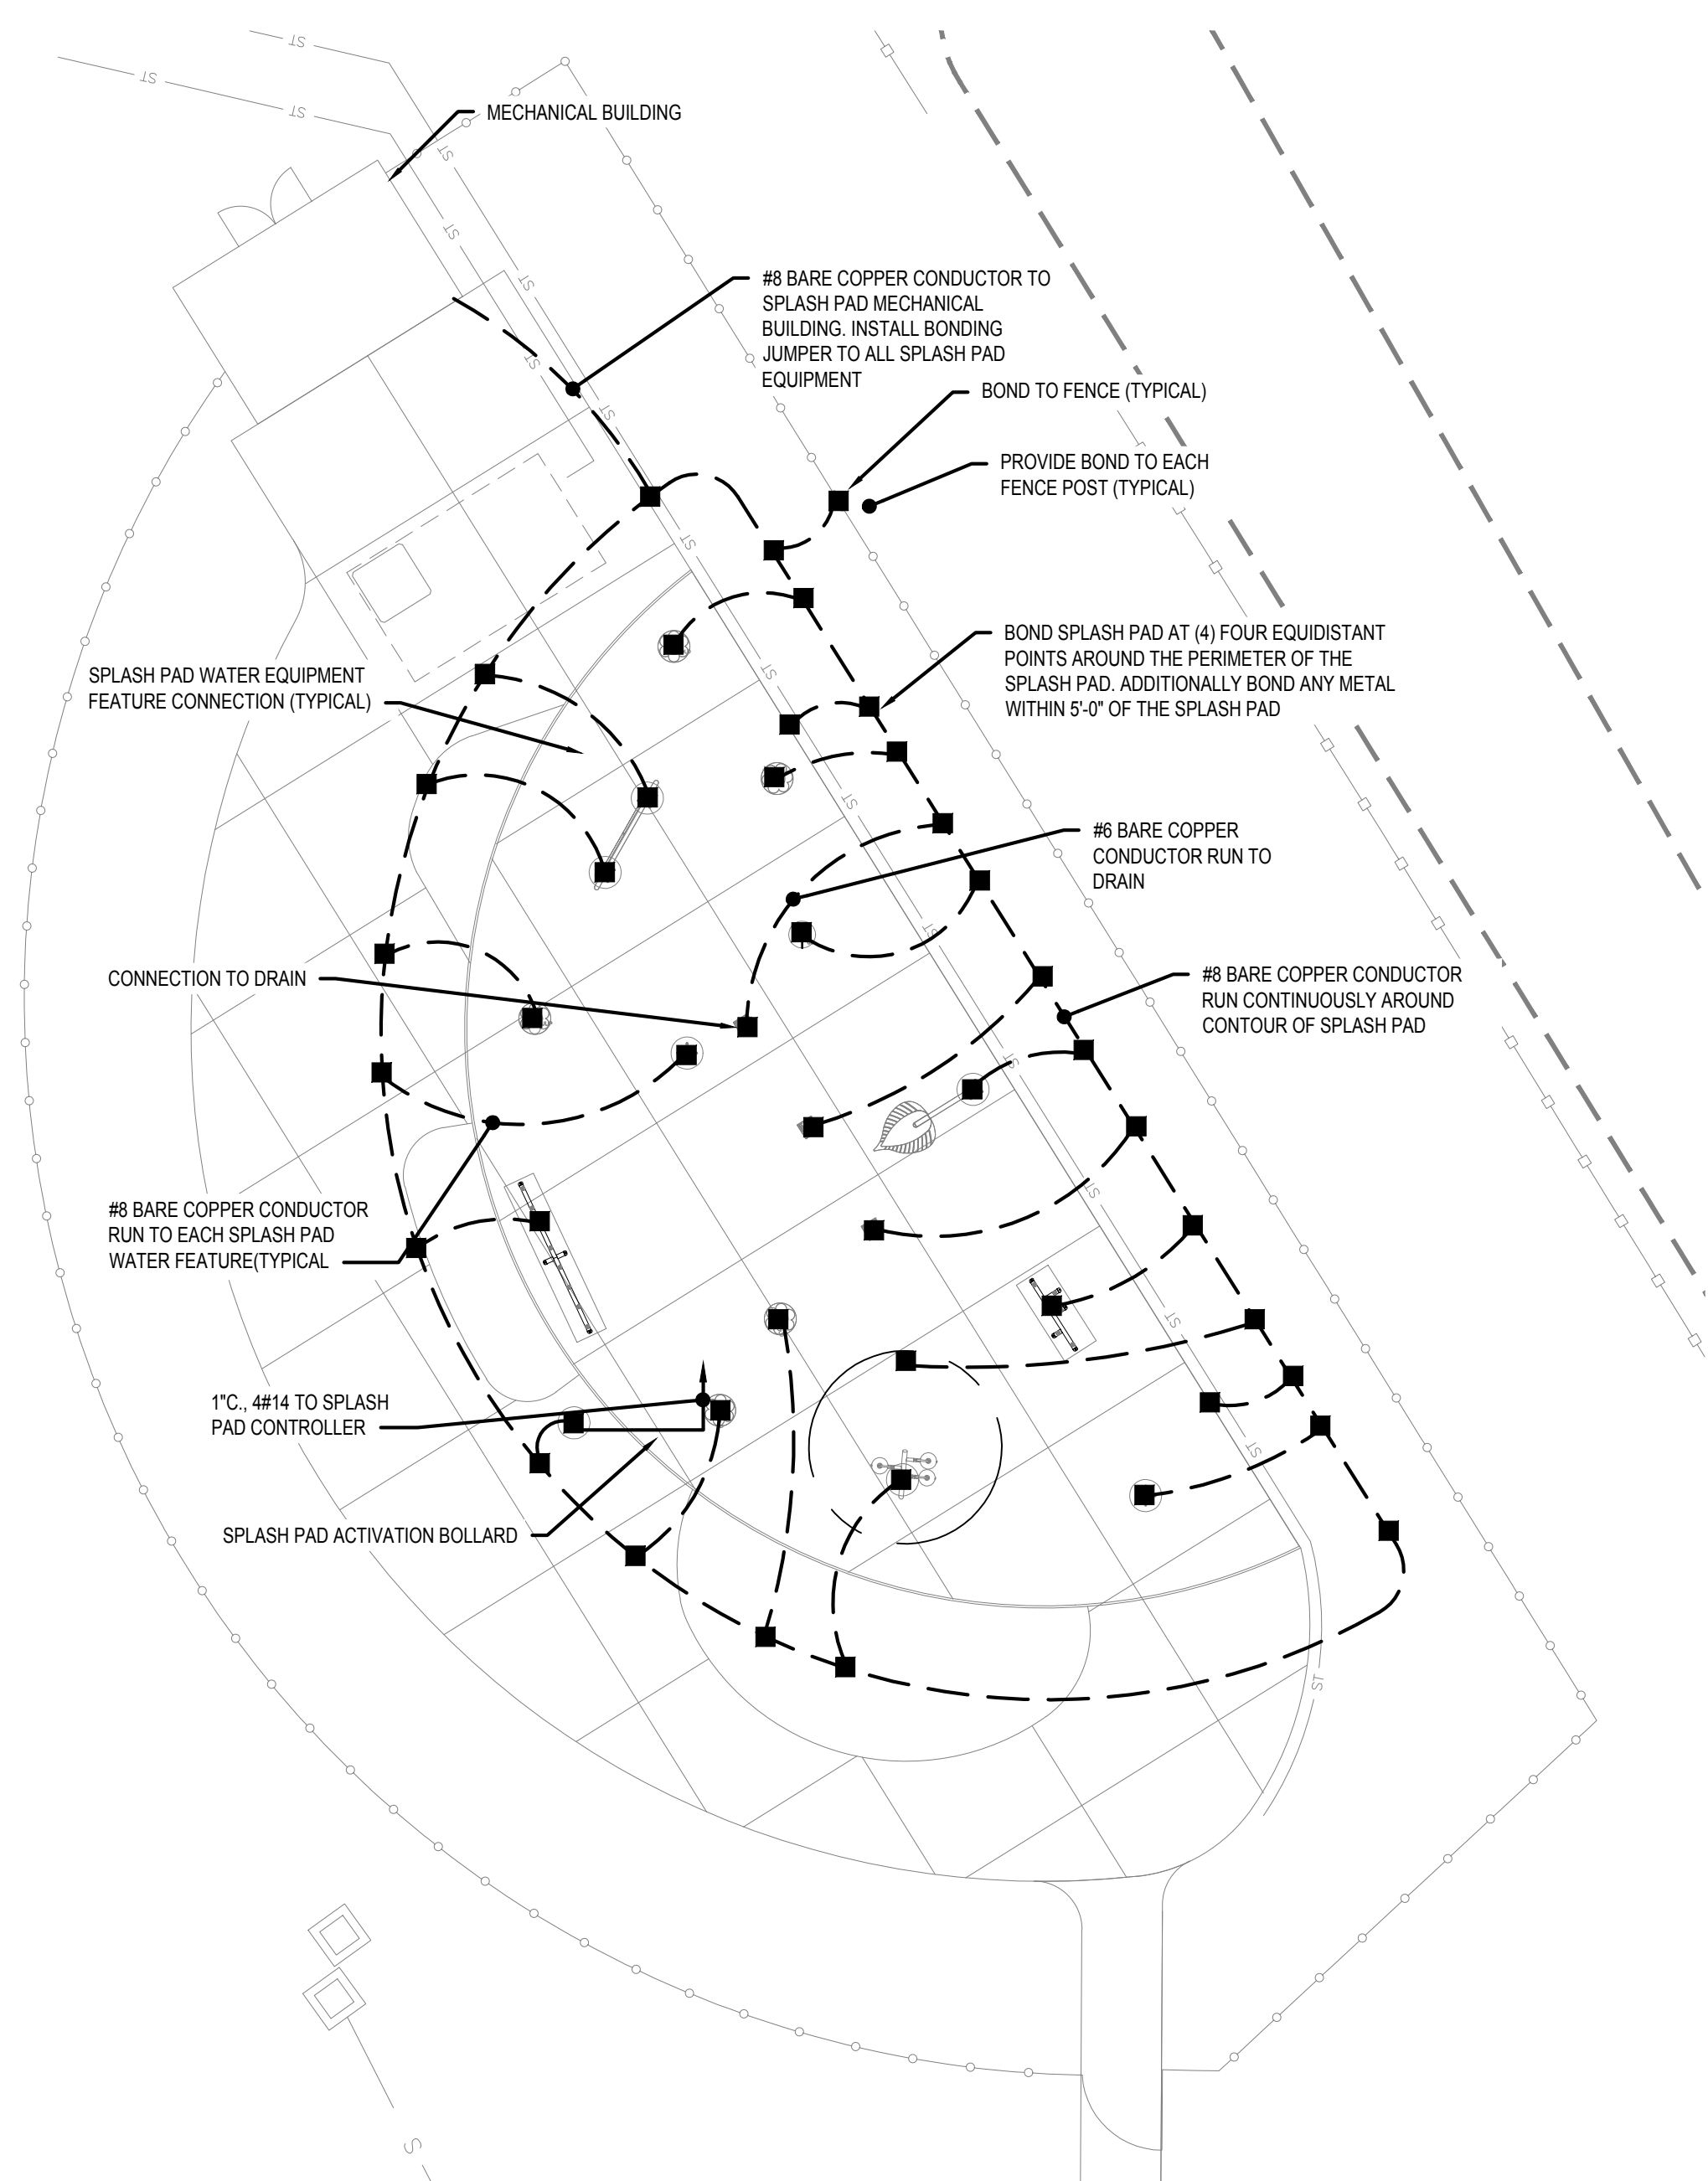 ST
ST
ST
ST
MECHANICAL BUILDING
ST
ST
ST
#8 BARE COPPER CONDUCTOR TO
SPLASH PAD MECHANICAL
BUILDING. INSTALL BONDING
JUMPER TO ALL SPLASH PAD
EQUIPMENT
ST
ST
BOND TO FENCE (TYPICAL)
PROVIDE BOND TO EACH
FENCE POST (TYPICAL)
ST
BOND SPLASH PAD AT (4) FOUR EQUIDISTANT
POINTS AROUND THE PERIMETER OF THE
SPLASH PAD. ADDITIONALLY BOND ANY METAL
WITHIN 5'-0" OF THE SPLASH PAD
SPLASH PAD WATER EQUIPMENT
FEATURE CONNECTION (TYPICAL)
ST
ST
#6 BARE COPPER
CONDUCTOR RUN TO
DRAIN
ST
CONNECTION TO DRAIN
#8 BARE COPPER CONDUCTOR
RUN CONTINUOUSLY AROUND
CONTOUR OF SPLASH PAD
ST
#8 BARE COPPER CONDUCTOR
RUN TO EACH SPLASH PAD
WATER FEATURE(TYPICAL
ST
ST
1"C., 4#14 TO SPLASH
PAD CONTROLLER
ST
SPLASH PAD ACTIVATION BOLLARD
ST
S